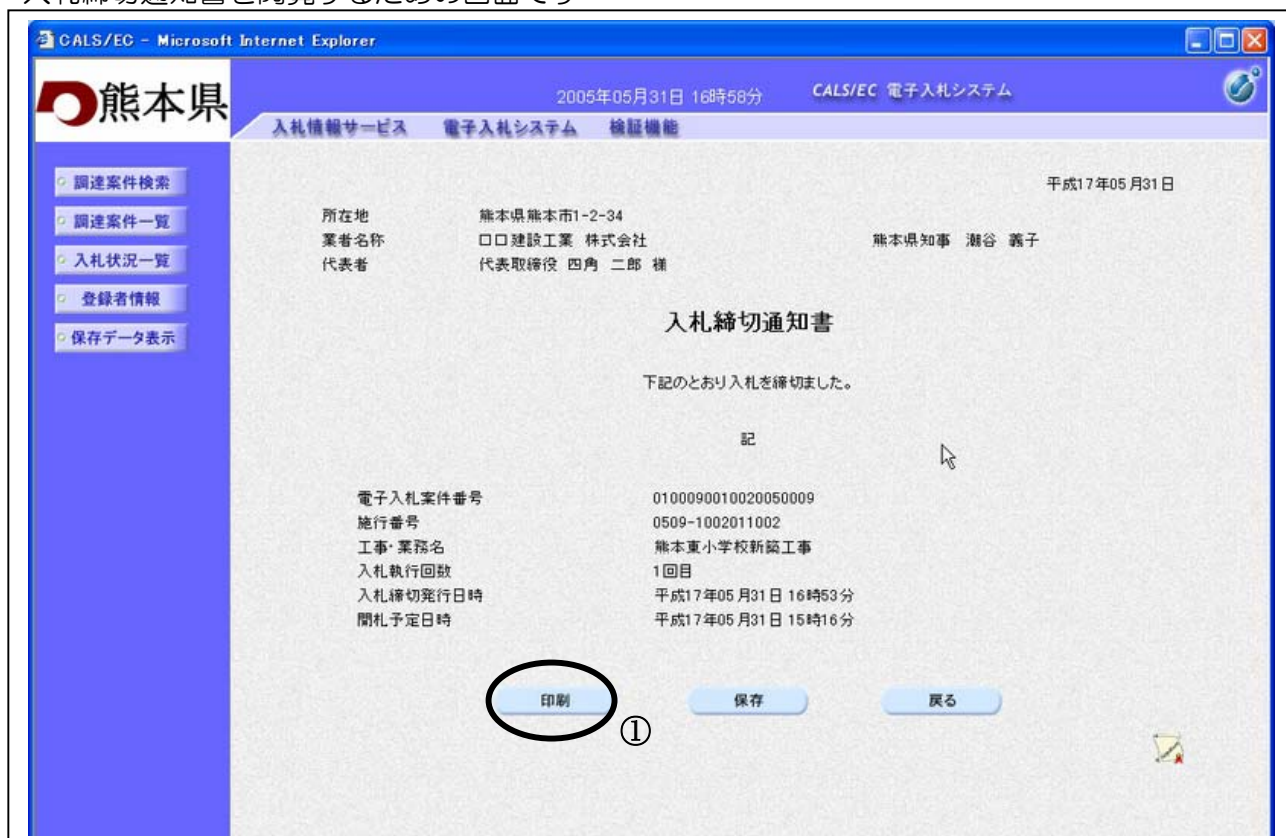 CALS/EC - Microsoft Internet Explorer
熊本県
2005年05月31日 16時58分 CALS/EC 電子入札システム
入札情報サービス 電子入札システム 検証機能
調達案件検索
調達案件一覧
入札状況一覧
登録者情報
保存データ表示
平成17年05月31日
所在地 熊本県熊本市1-2-34
業者名称 口口建設工業 株式会社 熊本県知事 潮谷 義子
代表者 代表取締役 四角 二郎 様
入札締切通知書
下記のとおり入札を締切ました。
記
電子入札案件番号 0100090010020050009
施行番号 0509-1002011002
工事・業務名 熊本東小学校新築工事
入札執行回数 1回目
入札締切発行日時 平成17年05月31日 16時53分
開札予定日時 平成17年05月31日 15時16分
印刷 保存 戻る
①